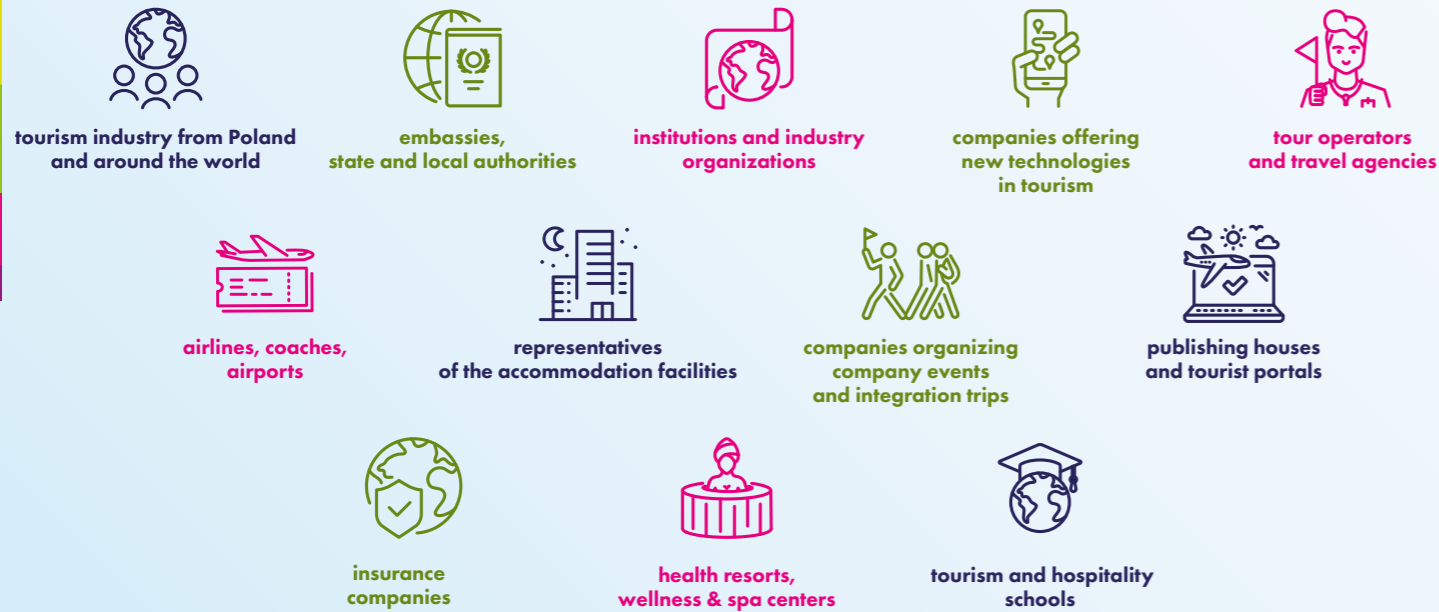 tourism industry from Poland
and around the world
embassies,
state and local authorities
institutions and industry
organizations
companies offering
new technologies
in tourism
tour operators
and travel agencies
airlines, coaches,
airports
representatives
of the accommodation facilities
companies organizing
company events
and integration trips
publishing houses
and tourist portals
insurance
companies
health resorts,
wellness & spa centers
tourism and hospitality
schools